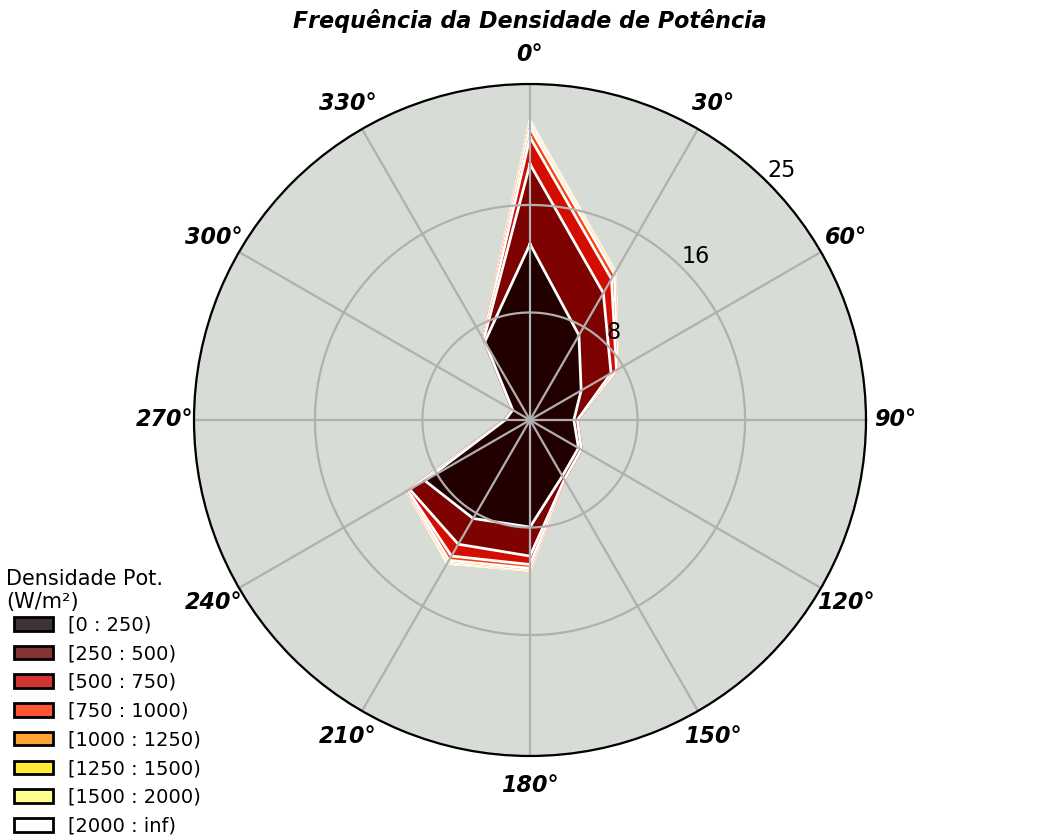 Frequência da Densidade de Potência
0°
330°
30°
25
300°
60°
16
8
270°
90°
240°
120°
210°
150°
180°
Densidade Pot.
(W/m²)
[0 : 250)
[250 : 500)
[500 : 750)
[750 : 1000)
[1000 : 1250)
[1250 : 1500)
[1500 : 2000)
[2000 : inf)